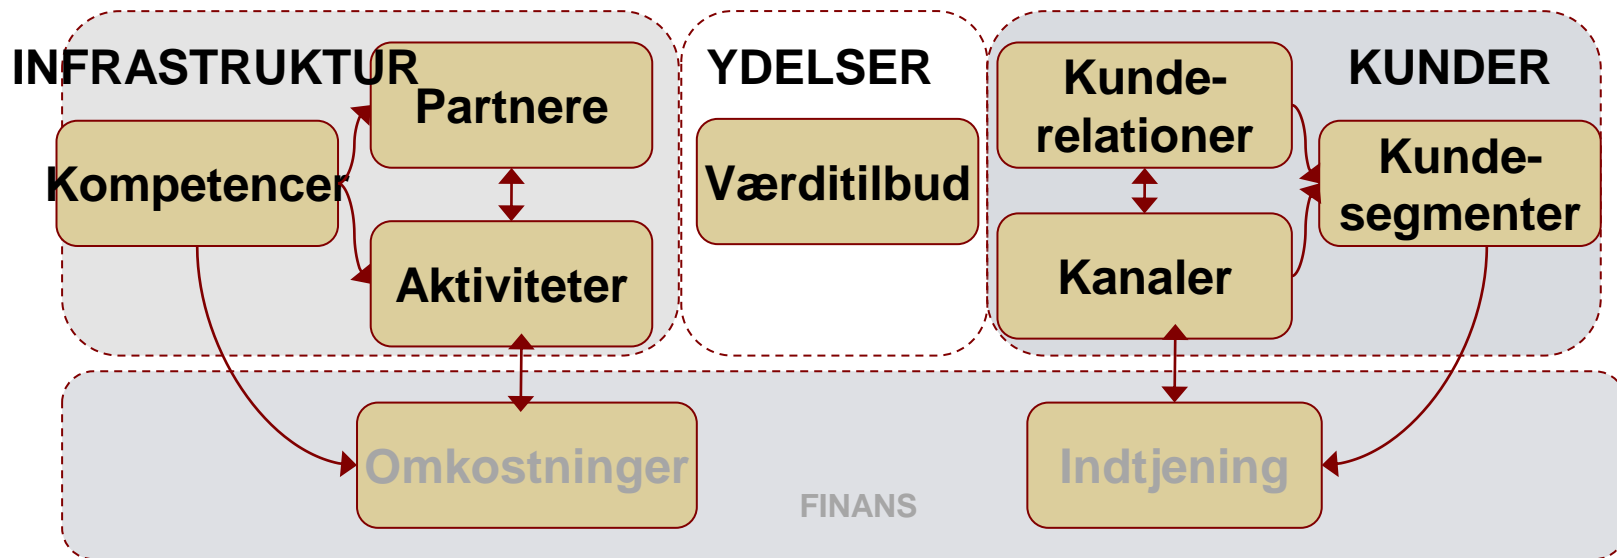 INFRASTRUKTUR
Partnere
Kompetencer
Aktiviteter
YDELSER
Værditilbud
KUNDER
Kunde-
relationer
Kunde-
segmenter
Kanaler
Omkostninger
Indtjening
FINANS